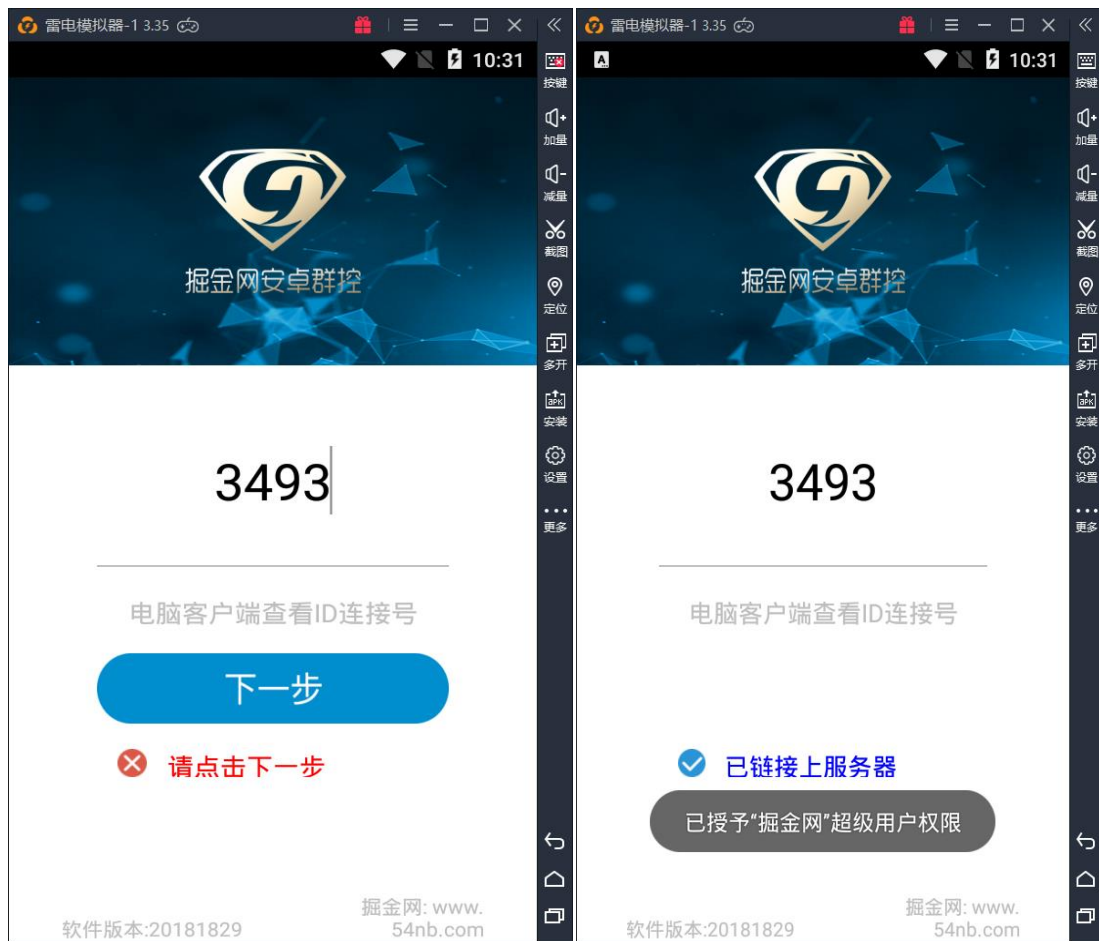 雷电模拟器-1 3.35
10:31
掘金网安卓群控
3493
电脑客户端查看ID连接号
下一步
请点击下一步
软件版本:20181829
掘金网: www.
54nb.com
按键
加量
减量
截图
定位
多开
APK
安装
设置
更多
雷电模拟器-1 3.35
A
10:31
掘金网安卓群控
3493
电脑客户端查看ID连接号
已链接上服务器
已授予“掘金网”超级用户权限
软件版本:20181829
掘金网: www.
54nb.com
按键
加量
减量
截图
定位
多开
APK
安装
设置
更多